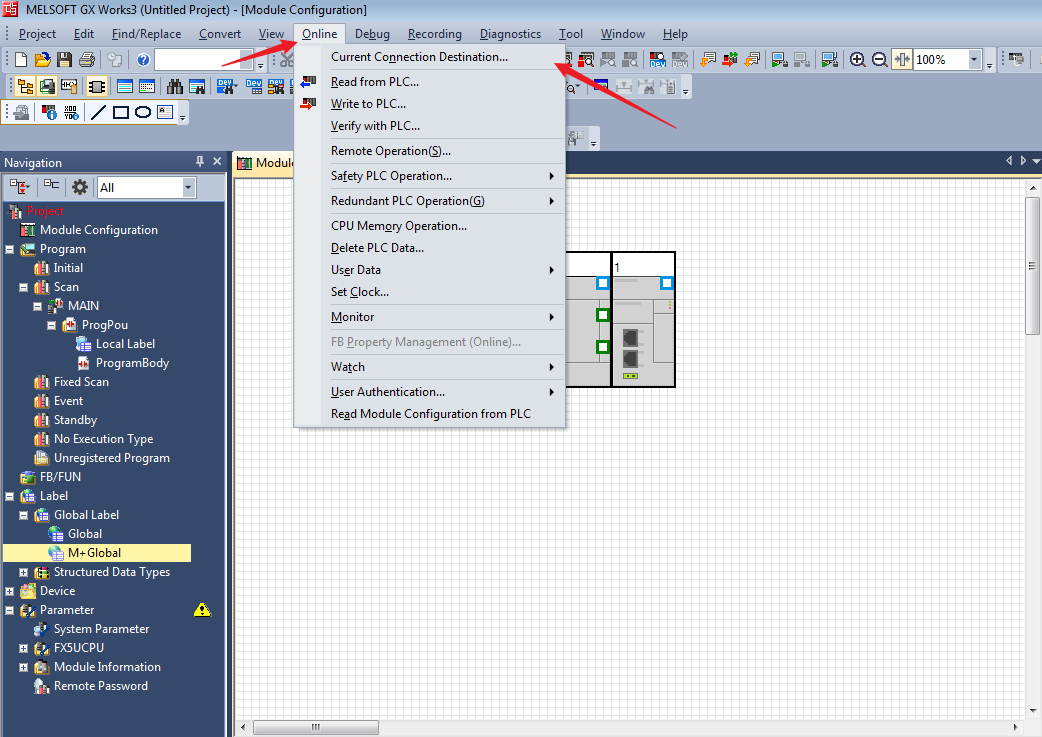 MELSOFT GX Works3 (Untitled Project) - [Module Configuration]
Project Edit Find/Replace Convert View Online Debug Recording Diagnostics Tool Window Help
100%
Current Connection Destination...
Read from PLC...
Write to PLC...
Verify with PLC...
Remote Operation(S)...
Safety PLC Operation...
Redundant PLC Operation(G)
CPU Memory Operation...
Delete PLC Data...
User Data
Set Clock...
Monitor
FB Property Management (Online)...
Watch
User Authentication...
Read Module Configuration from PLC
Navigation
All
Project
Module Configuration
Program
Initial
Scan
MAIN
ProgPou
Local Label
ProgramBody
Fixed Scan
Event
Standby
No Execution Type
Unregistered Program
FB/FUN
Label
Global Label
Global
M+Global
Structured Data Types
Device
Parameter
System Parameter
FX5UCPU
Module Information
Remote Password
Module
1